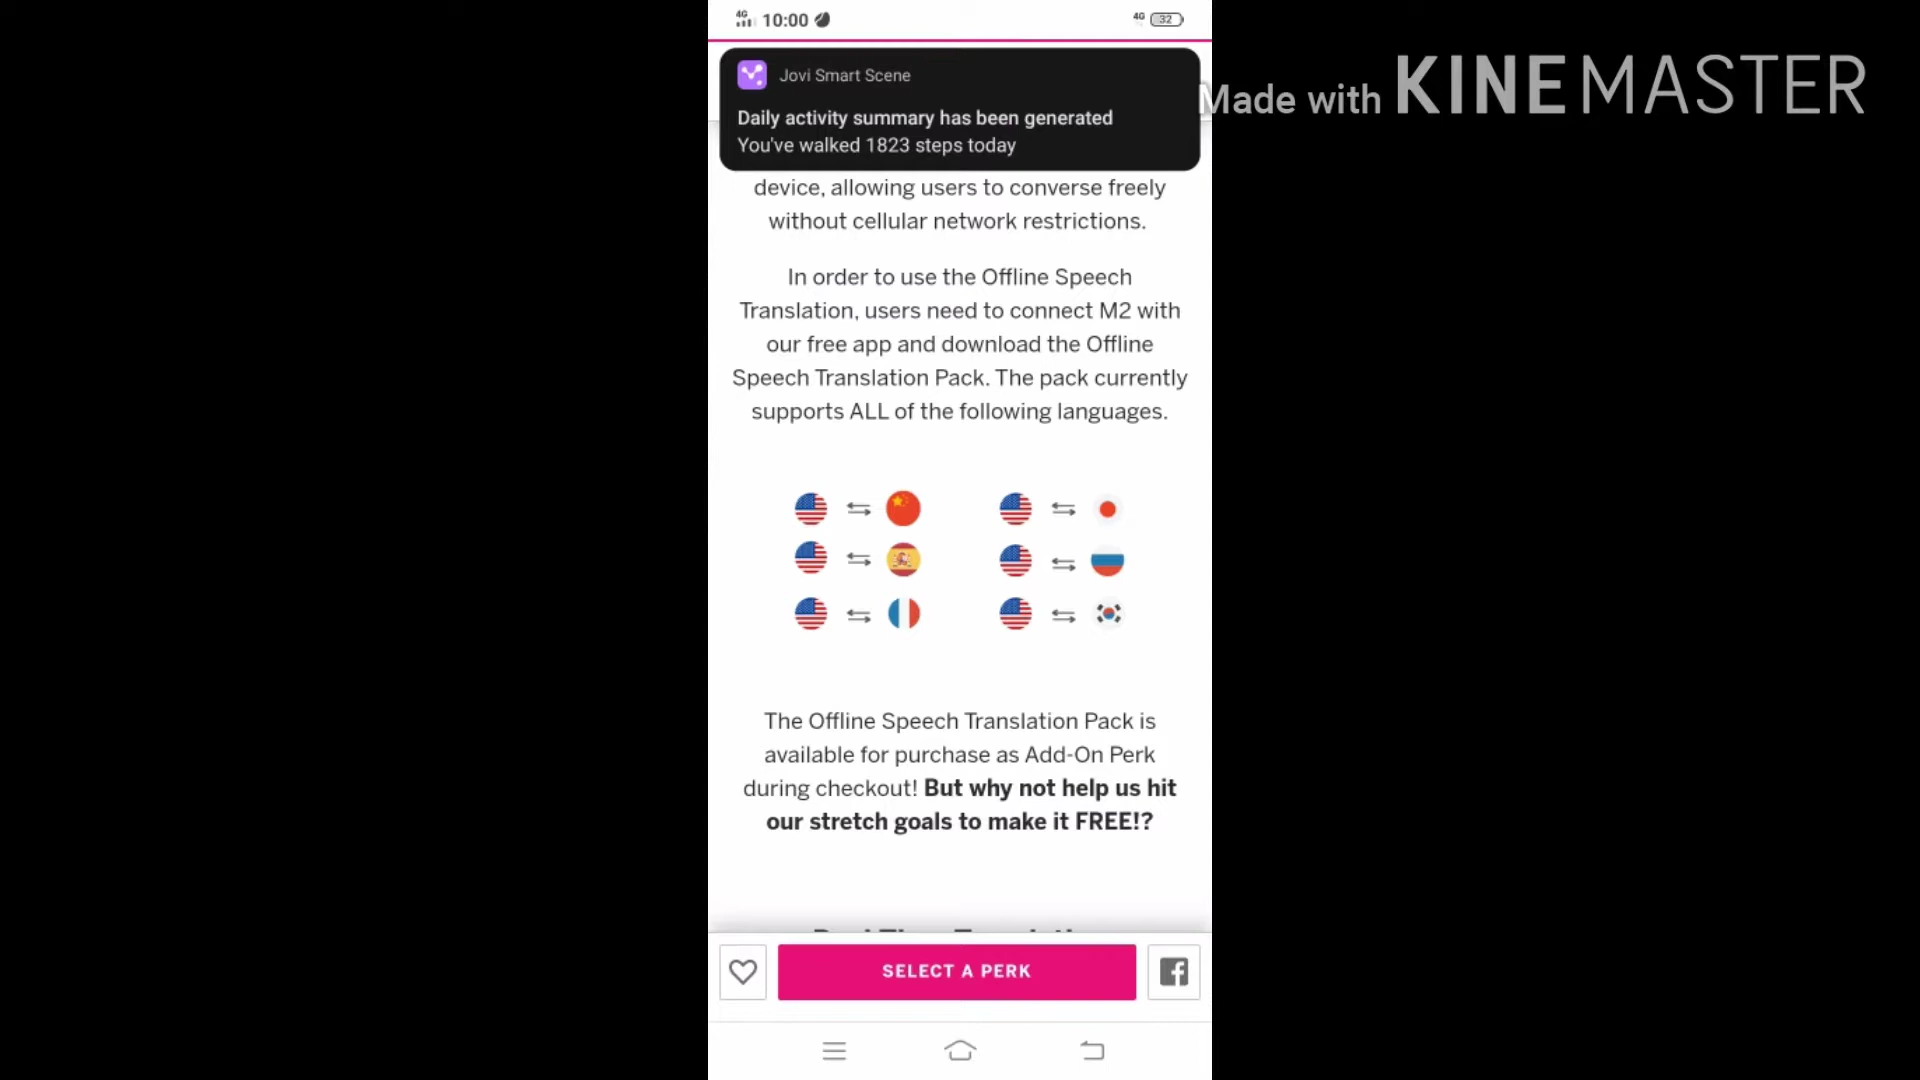 4G 10:00
4G 32
Jovi Smart Scene
Daily activity summary has been generated
You've walked 1823 steps today
Made with KINEMASTER
device, allowing users to converse freely
without cellular network restrictions.
In order to use the Offline Speech
Translation, users need to connect M2 with
our free app and download the Offline
Speech Translation Pack. The pack currently
supports ALL of the following languages.
The Offline Speech Translation Pack is
available for purchase as Add-On Perk
during checkout! But why not help us hit
our stretch goals to make it FREE!?
SELECT A PERK